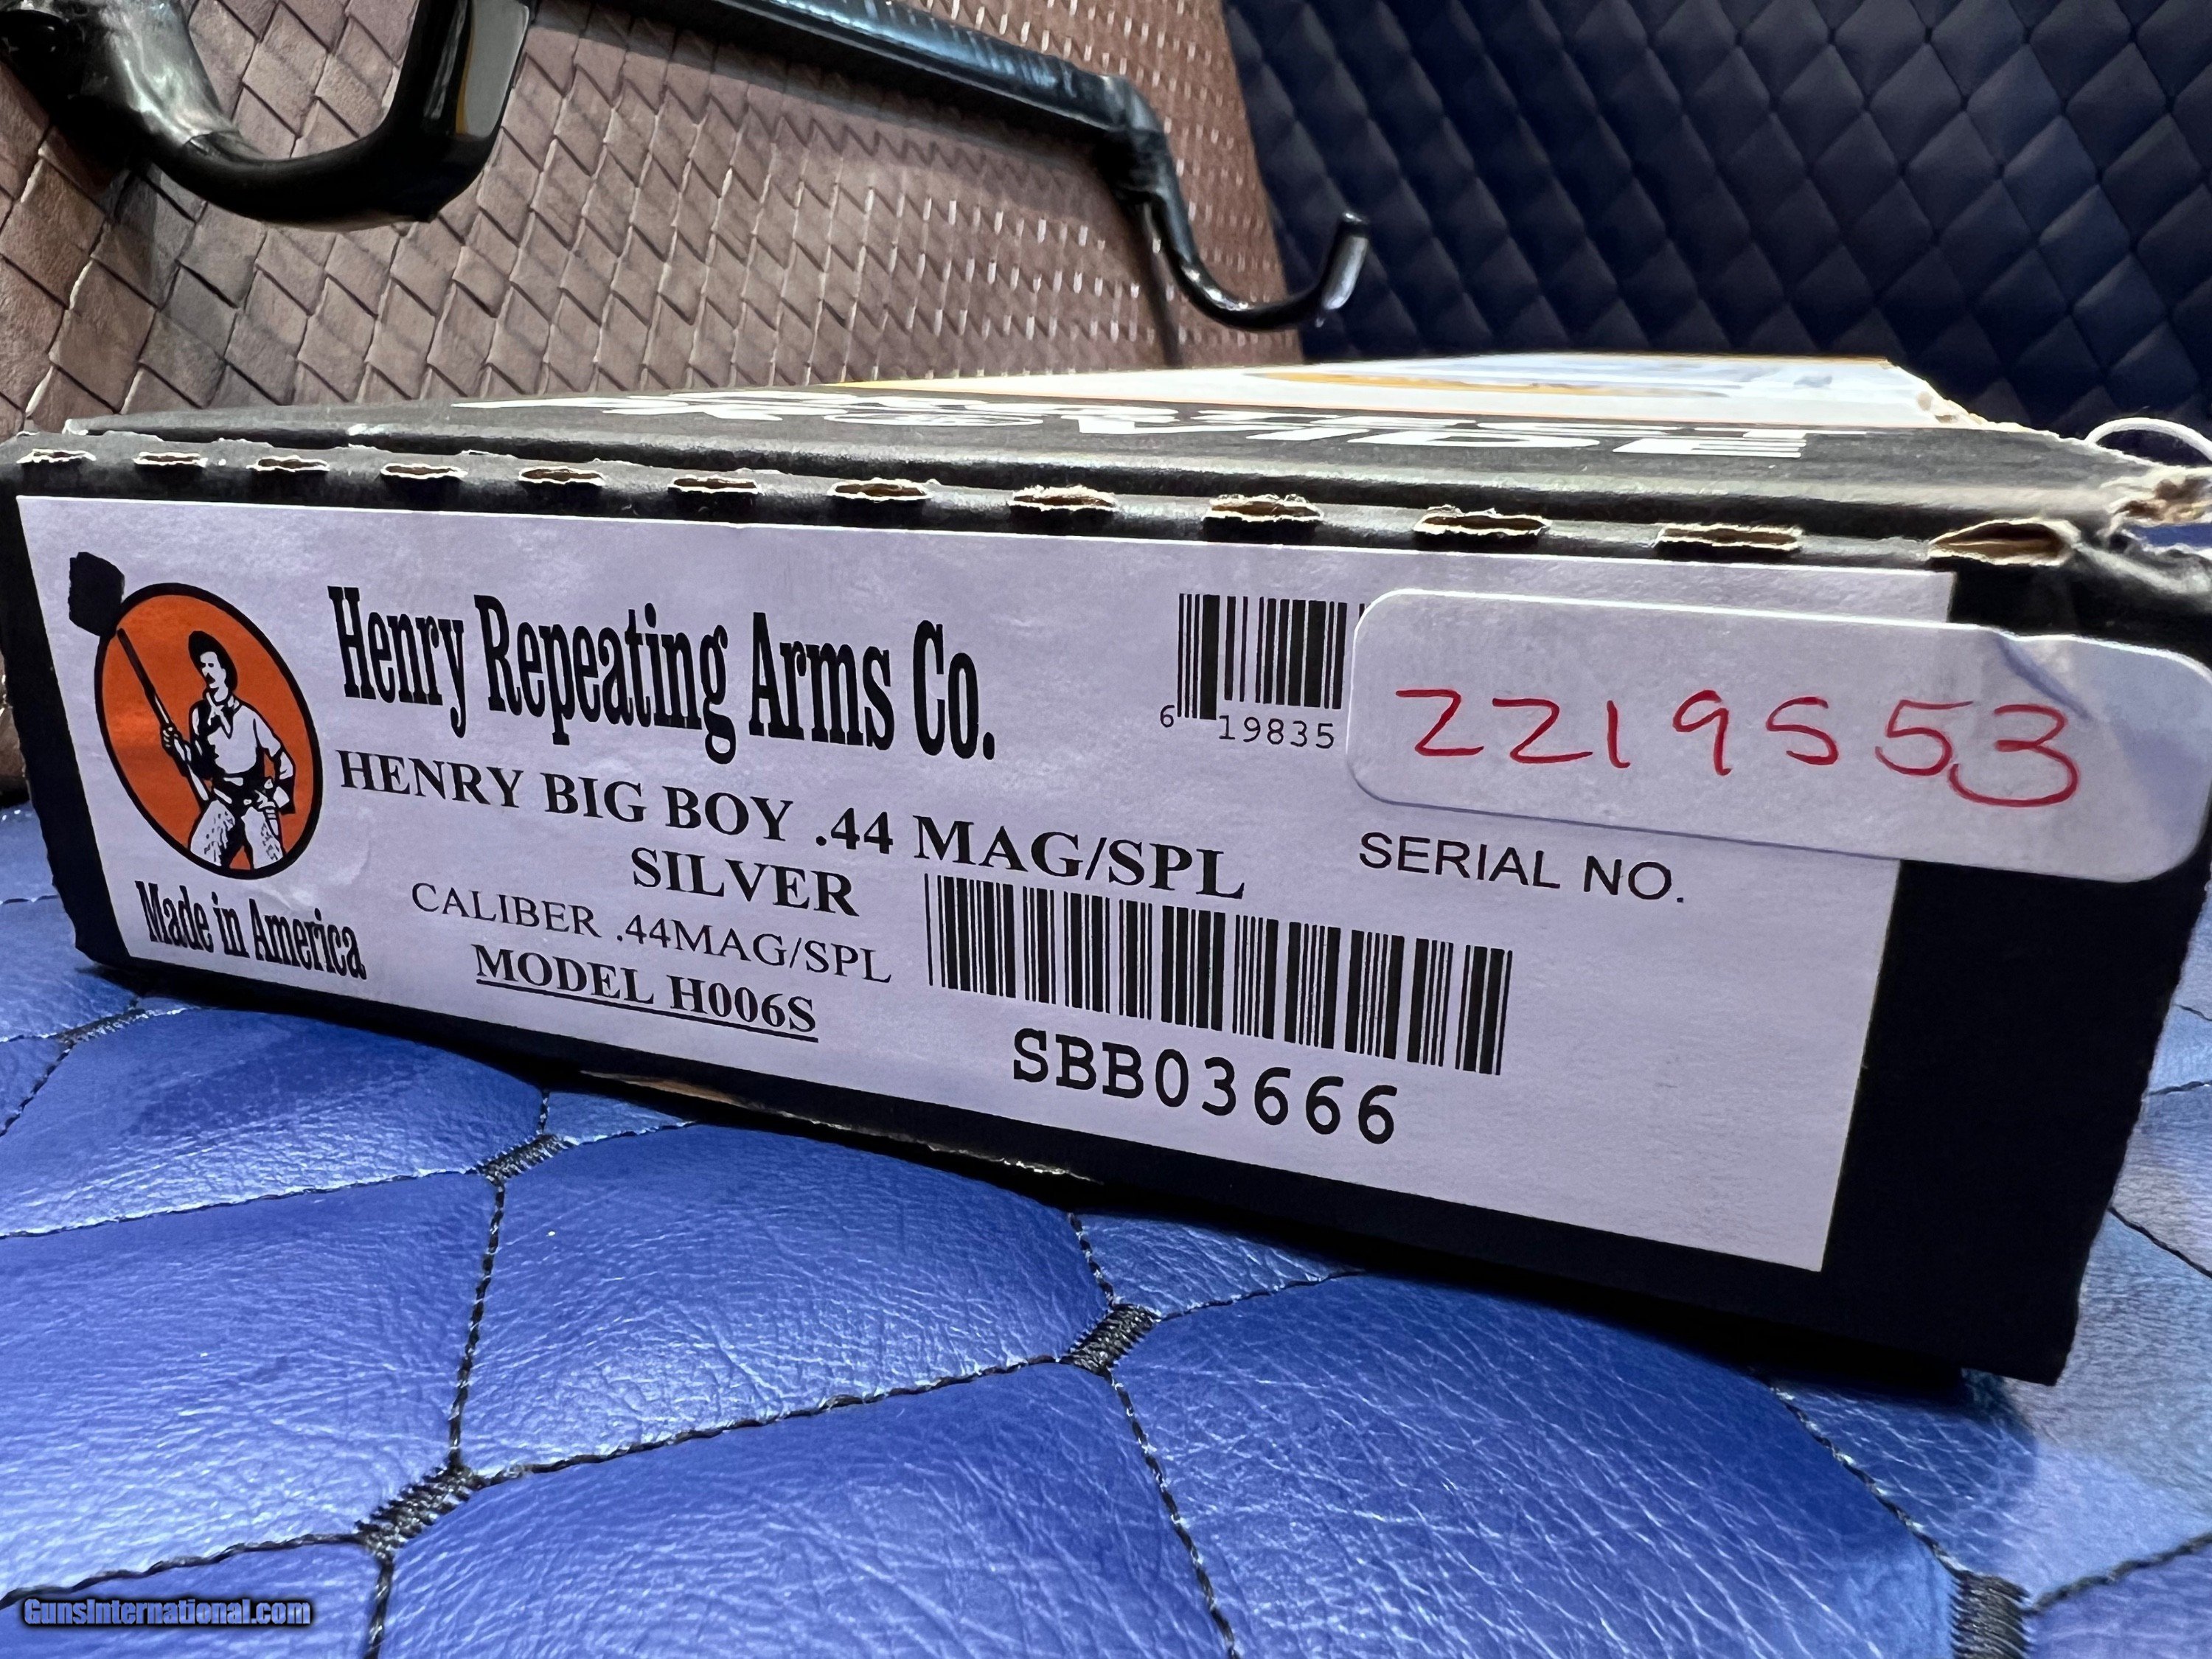 Henry Repeating Arms Co.
HENRY BIG BOY .44 MAG/SPL
SILVER
CALIBER .44MAG/SPL
MODEL H006S
Made in America
6 19835
2219553
SERIAL NO.
SBB03666
GunsInternational.com